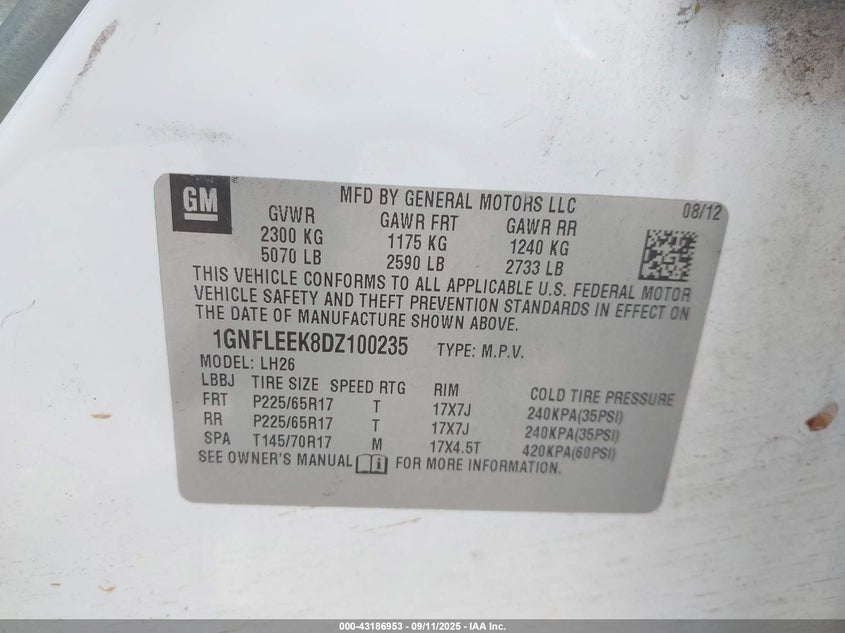 GM
MFD BY GENERAL MOTORS LLC 08/12
GVWR GAWR FRT GAWR RR
2300 KG 1175 KG 1240 KG
5070 LB 2590 LB 2733 LB
THIS VEHICLE CONFORMS TO ALL APPLICABLE U.S. FEDERAL MOTOR
VEHICLE SAFETY AND THEFT PREVENTION STANDARDS IN EFFECT ON
THE DATE OF MANUFACTURE SHOWN ABOVE.
1GNFLEEK8DZ100235 TYPE: M.P.V.
MODEL: LH26
LBBJ TIRE SIZE SPEED RTG RIM COLD TIRE PRESSURE
FRT P225/65R17 T 17X7J 240KPA(35PSI)
RR P225/65R17 T 17X7J 240KPA(35PSI)
SPA T145/70R17 M 17X4.5T 420KPA(60PSI)
SEE OWNER'S MANUAL i FOR MORE INFORMATION.
000-43186953 - 09/11/2025 - IAA Inc.